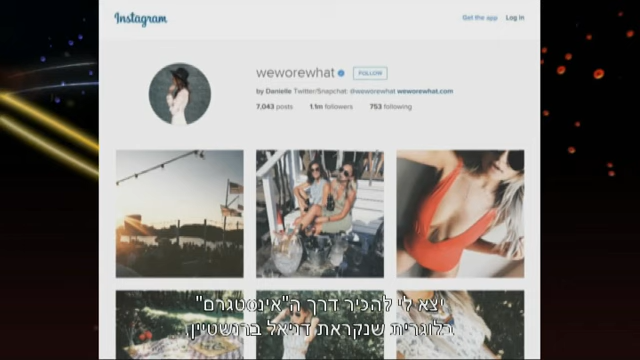 Instagram
Get the app Log in
weworewhat FOLLOW
by Danielle Twitter/Snapchat: @weworewhat weworewhat.com
7,043 posts 1.1m followers 753 following
יצא לי להכיר דרך ה"אינסטגרם"
בלוגרית שנקראת דניאל ברנשטיין,